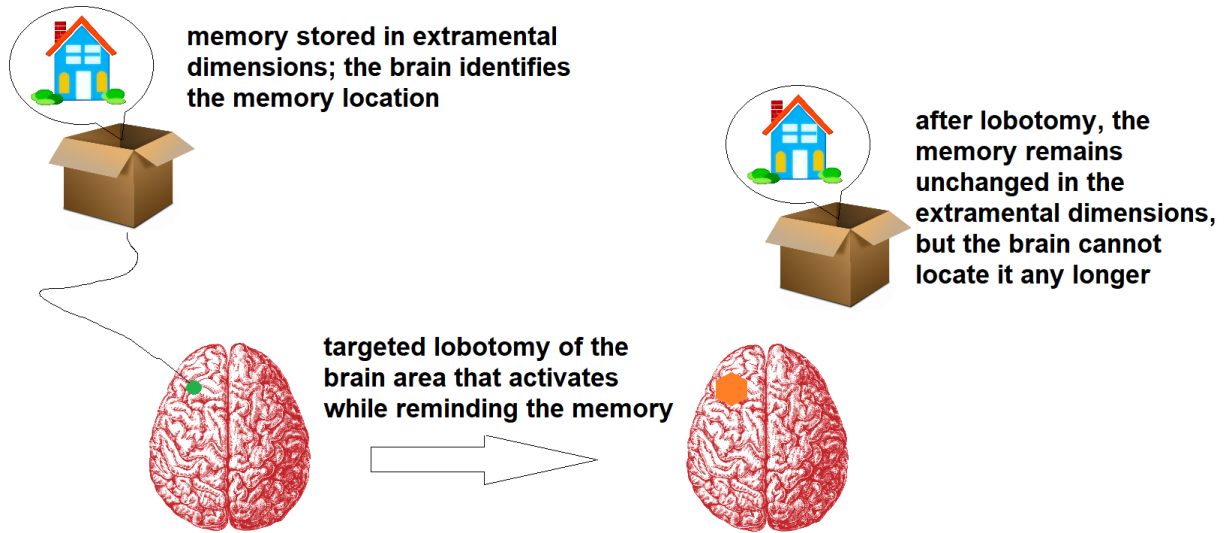 memory stored in extramental
dimensions; the brain identifies
the memory location
after lobotomy, the
memory remains
unchanged in the
extramental dimensions,
but the brain cannot
locate it any longer
targeted lobotomy of the
brain area that activates
while reminding the memory